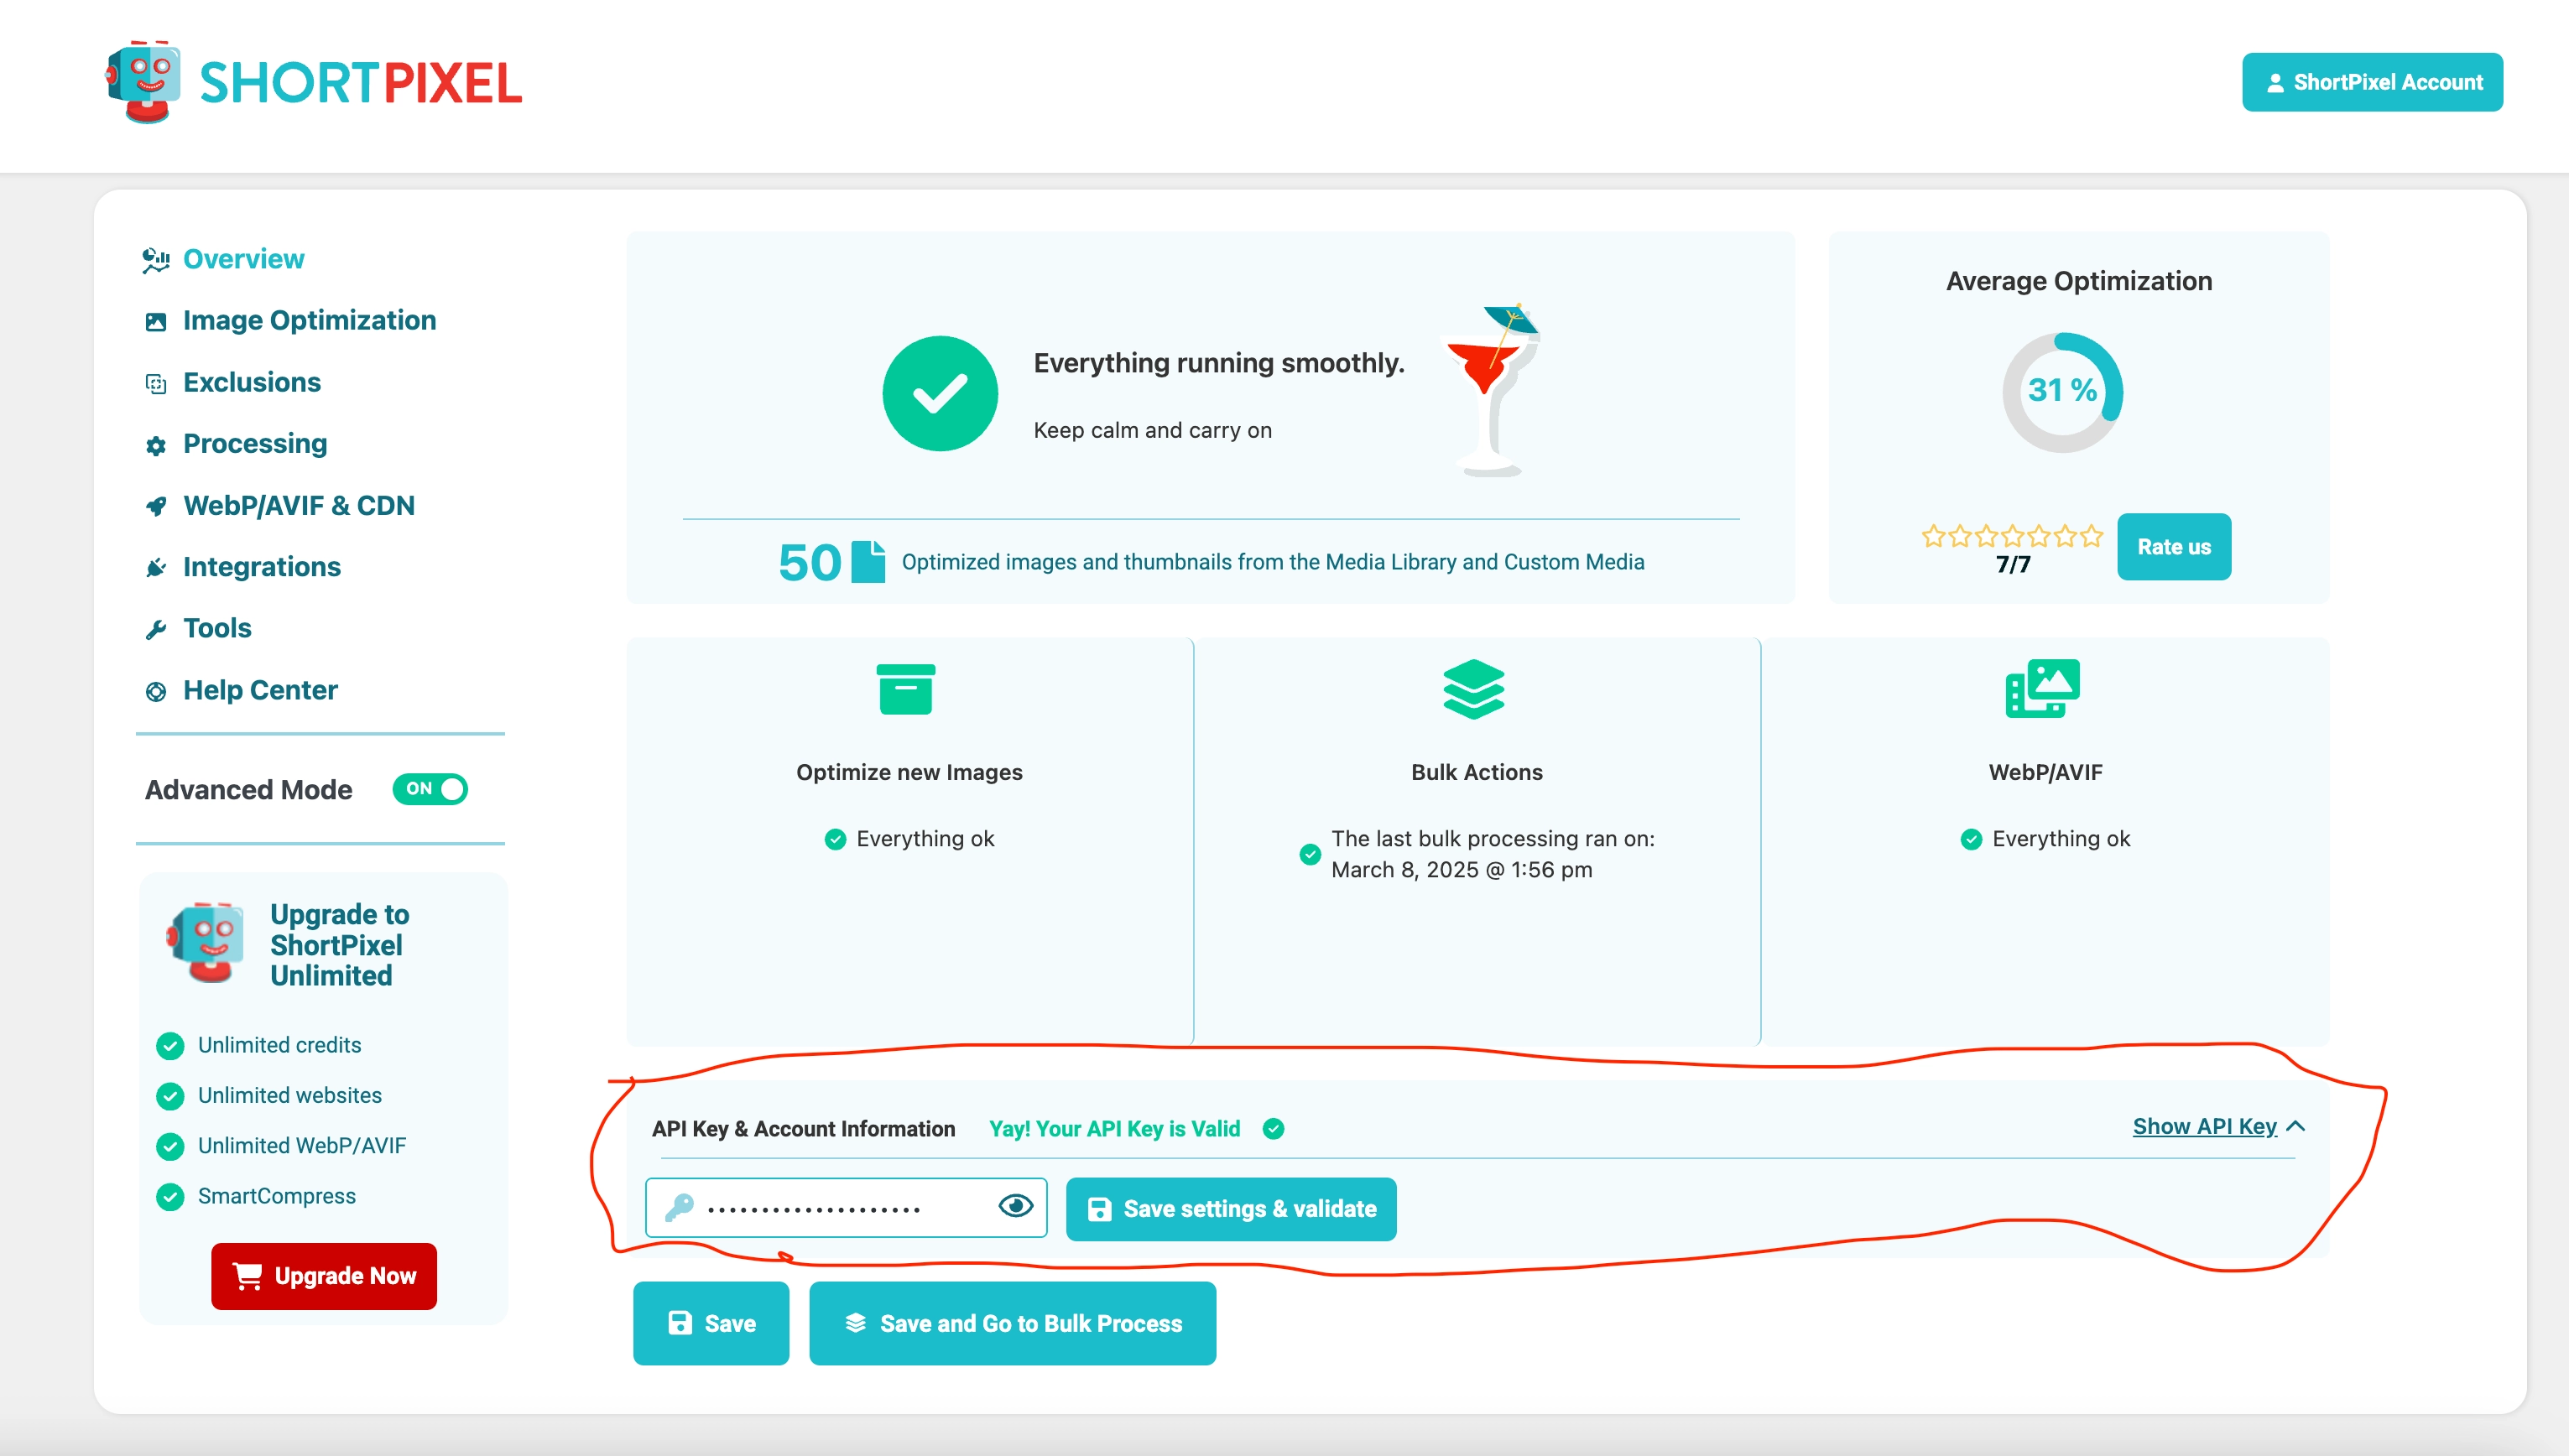 SHORTPIXEL
ShortPixel Account
Overview
Image Optimization
Exclusions
Processing
WebP/AVIF & CDN
Integrations
Tools
Help Center
Advanced Mode ON
Upgrade to
ShortPixel
Unlimited
Unlimited credits
Unlimited websites
Unlimited WebP/AVIF
SmartCompress
Upgrade Now
Everything running smoothly.
Keep calm and carry on
50 Optimized images and thumbnails from the Media Library and Custom Media
Average Optimization
31 %
7/7
Rate us
Optimize new Images
Everything ok
Bulk Actions
The last bulk processing ran on:
March 8, 2025 @ 1:56 pm
WebP/AVIF
Everything ok
API Key & Account Information Yay! Your API Key is Valid
Show API Key
Save settings & validate
Save
Save and Go to Bulk Process